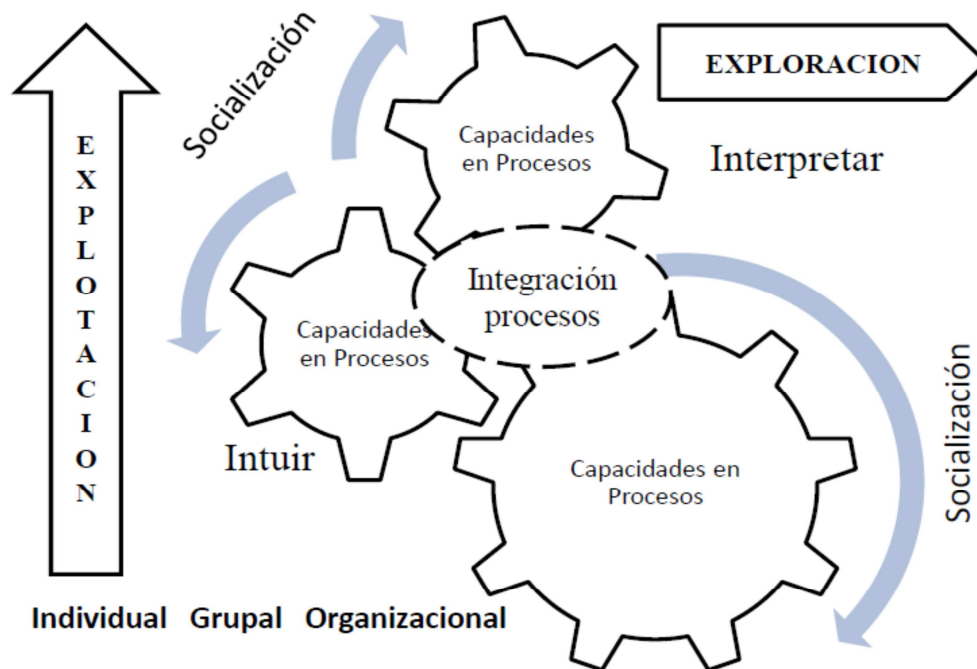 Socialización
EXPLORACION
EXPLOTACION
Capacidades
en Procesos
Interpretar
Integración
procesos
Capacidades
en Procesos
Intuir
Capacidades en
Procesos
Socialización
Individual Grupal Organizacional